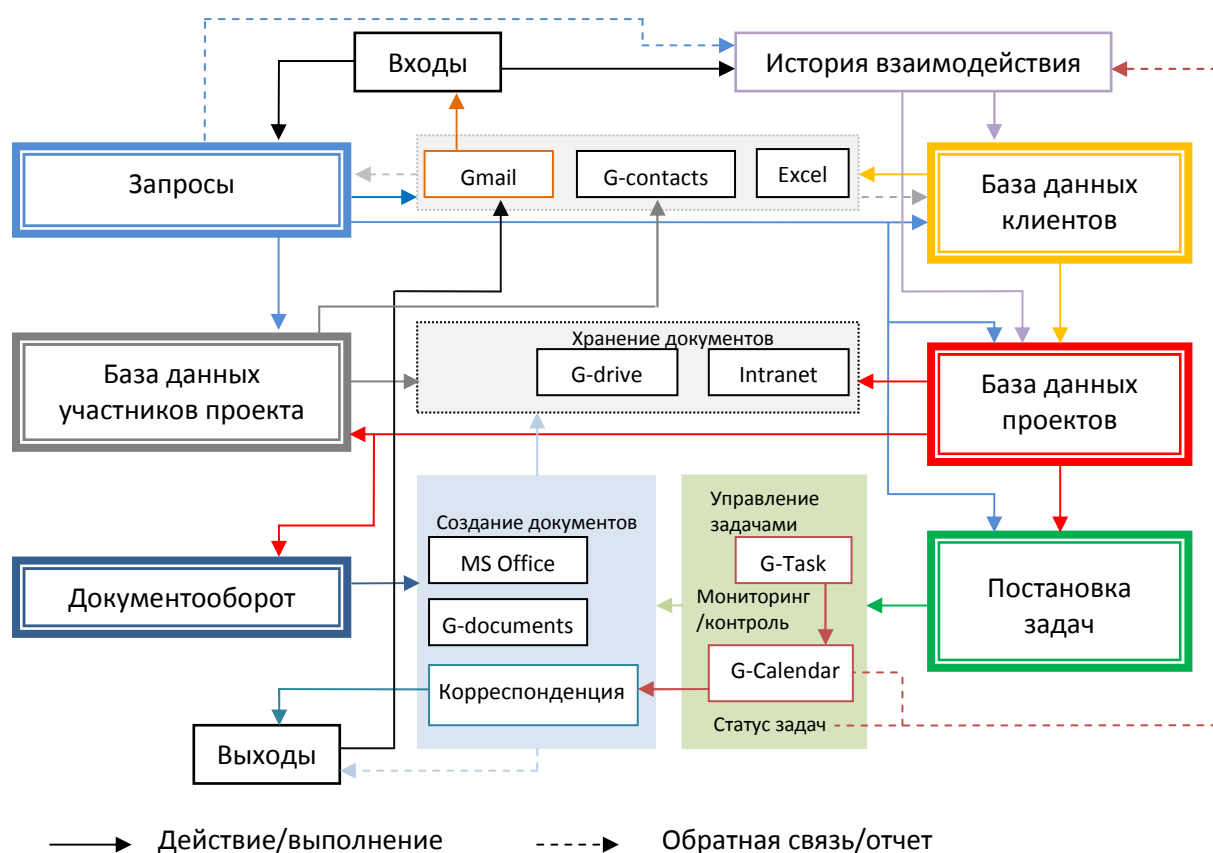 Входы
История взаимодействия
Запросы
Gmail
G-contacts
Excel
База данных
клиентов
База данных
участников проекта
Хранение документов
G-drive
Intranet
База данных
проектов
Документооборот
Создание документов
MS Office
G-documents
Корреспонденция
Управление
задачами
G-Task
Мониторинг
/контроль
G-Calendar
Статус задач
Постановка
задач
Выходы
Действие/выполнение
Обратная связь/отчет